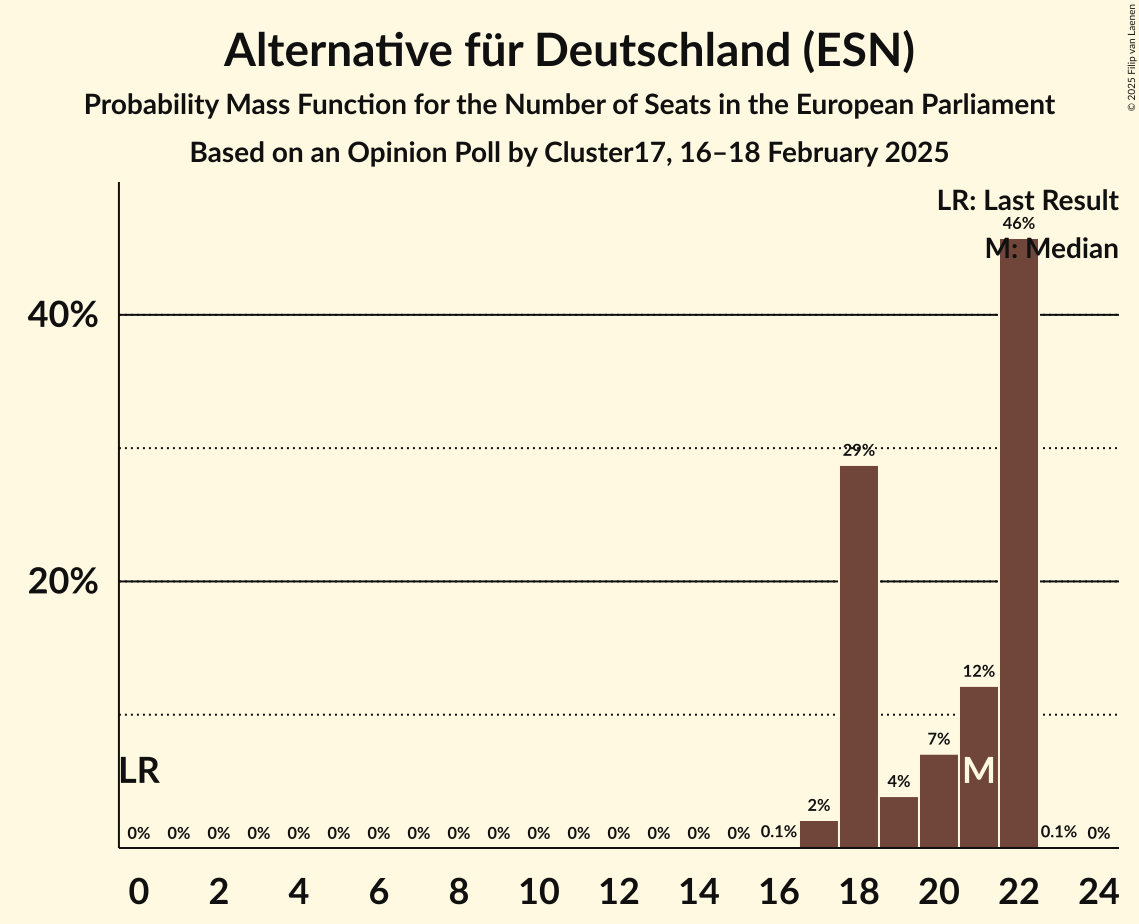 Alternative für Deutschland (ESN)
Probability Mass Function for the Number of Seats in the European Parliament
Based on an Opinion Poll by Cluster17, 16–18 February 2025
© 2025 Filip van Laenen
LR: Last Result
M: Median
46%
40%
29%
20%
12%
7%
4%
2%
LR
M
0% 0% 0% 0% 0% 0% 0% 0% 0% 0% 0% 0% 0% 0% 0% 0% 0.1% 0.1% 0%
0 2 4 6 8 10 12 14 16 18 20 22 24